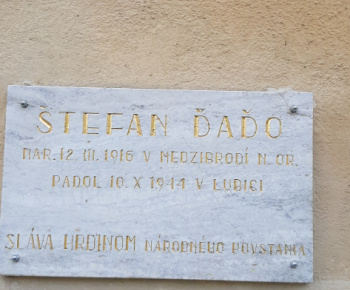 ŠTEFAN ĎAĎO
NAR. 12. III. 1916 V MEDZIBRODÍ N. OR.
PADOL 10. X 1944 V ĽUBICI
SLÁVA HRDINOM NÁRODNÉHO POVSTANIA